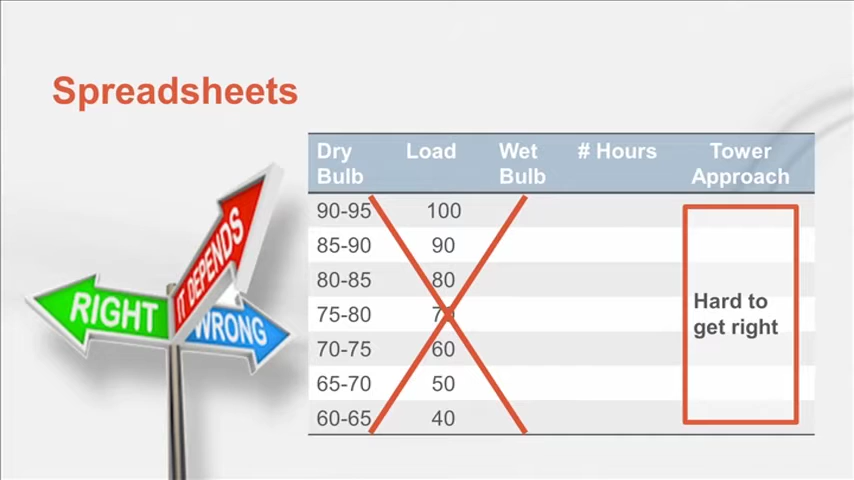 Spreadsheets
Dry Bulb Load Wet Bulb # Hours Tower Approach
90-95 100
85-90 90
80-85 80
75-80
70-75 60
65-70 50
60-65 40
Hard to
get right
RIGHT
IT DEPENDS
WRONG